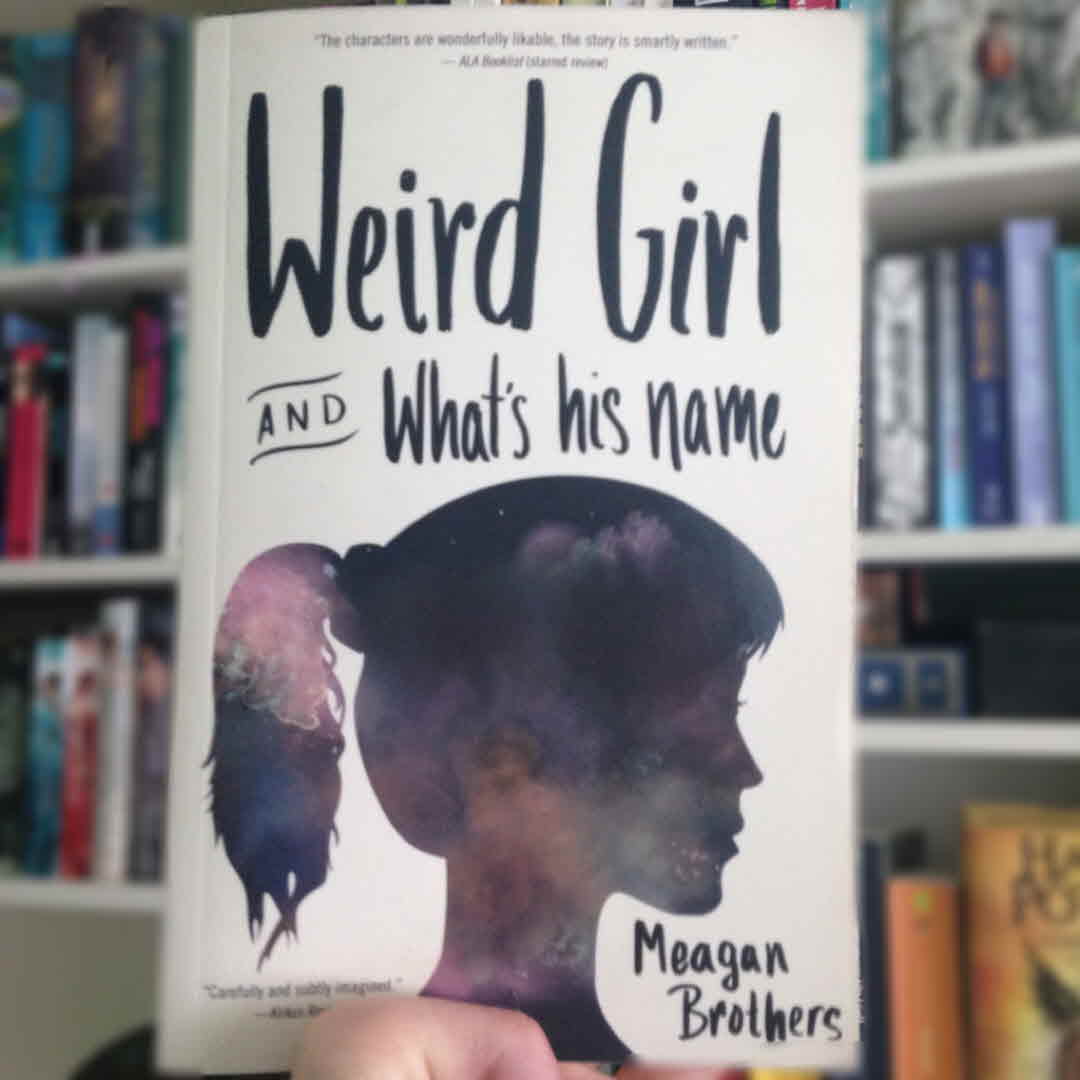 "The characters are wonderfully likable, the story is smartly written."
— ALA Booklist (starred review)
Weird Girl
AND What's his name
"Carefully and subtly imagined."
Meagan
Brothers